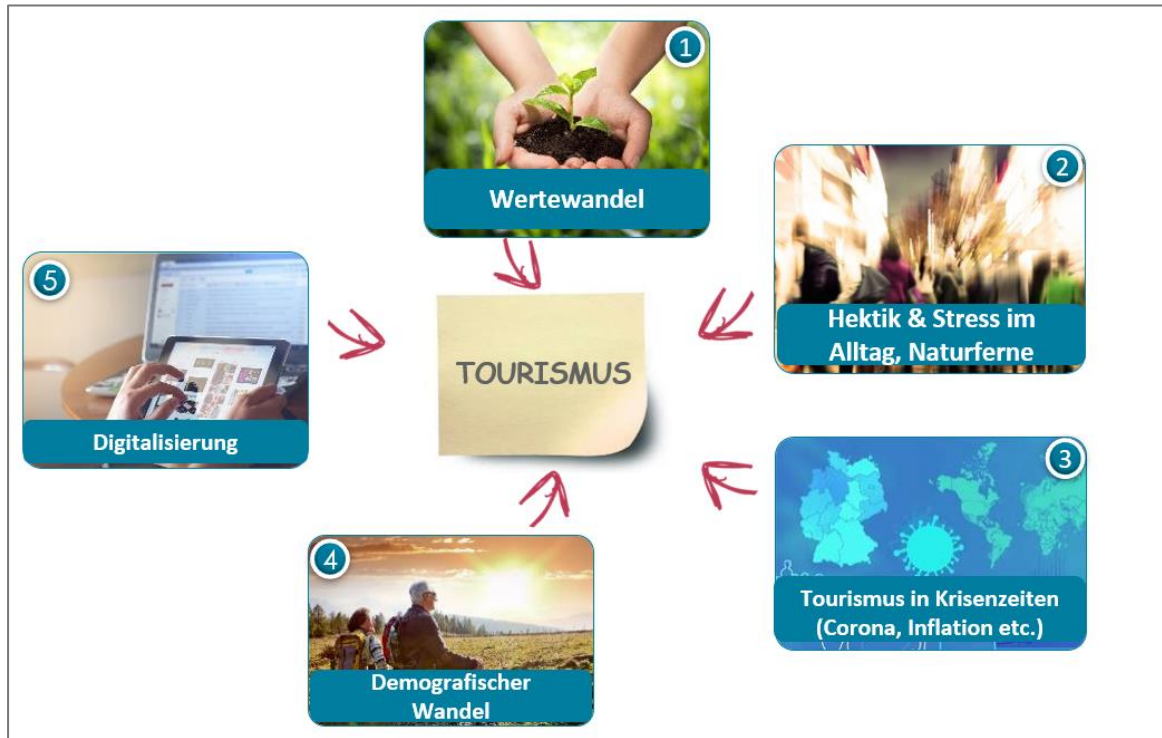 1
Wertewandel
2
Hektik & Stress im
Alltag, Naturferne
3
Tourismus in Krisenzeiten
(Corona, Inflation etc.)
4
Demografischer
Wandel
5
Digitalisierung
TOURISMUS